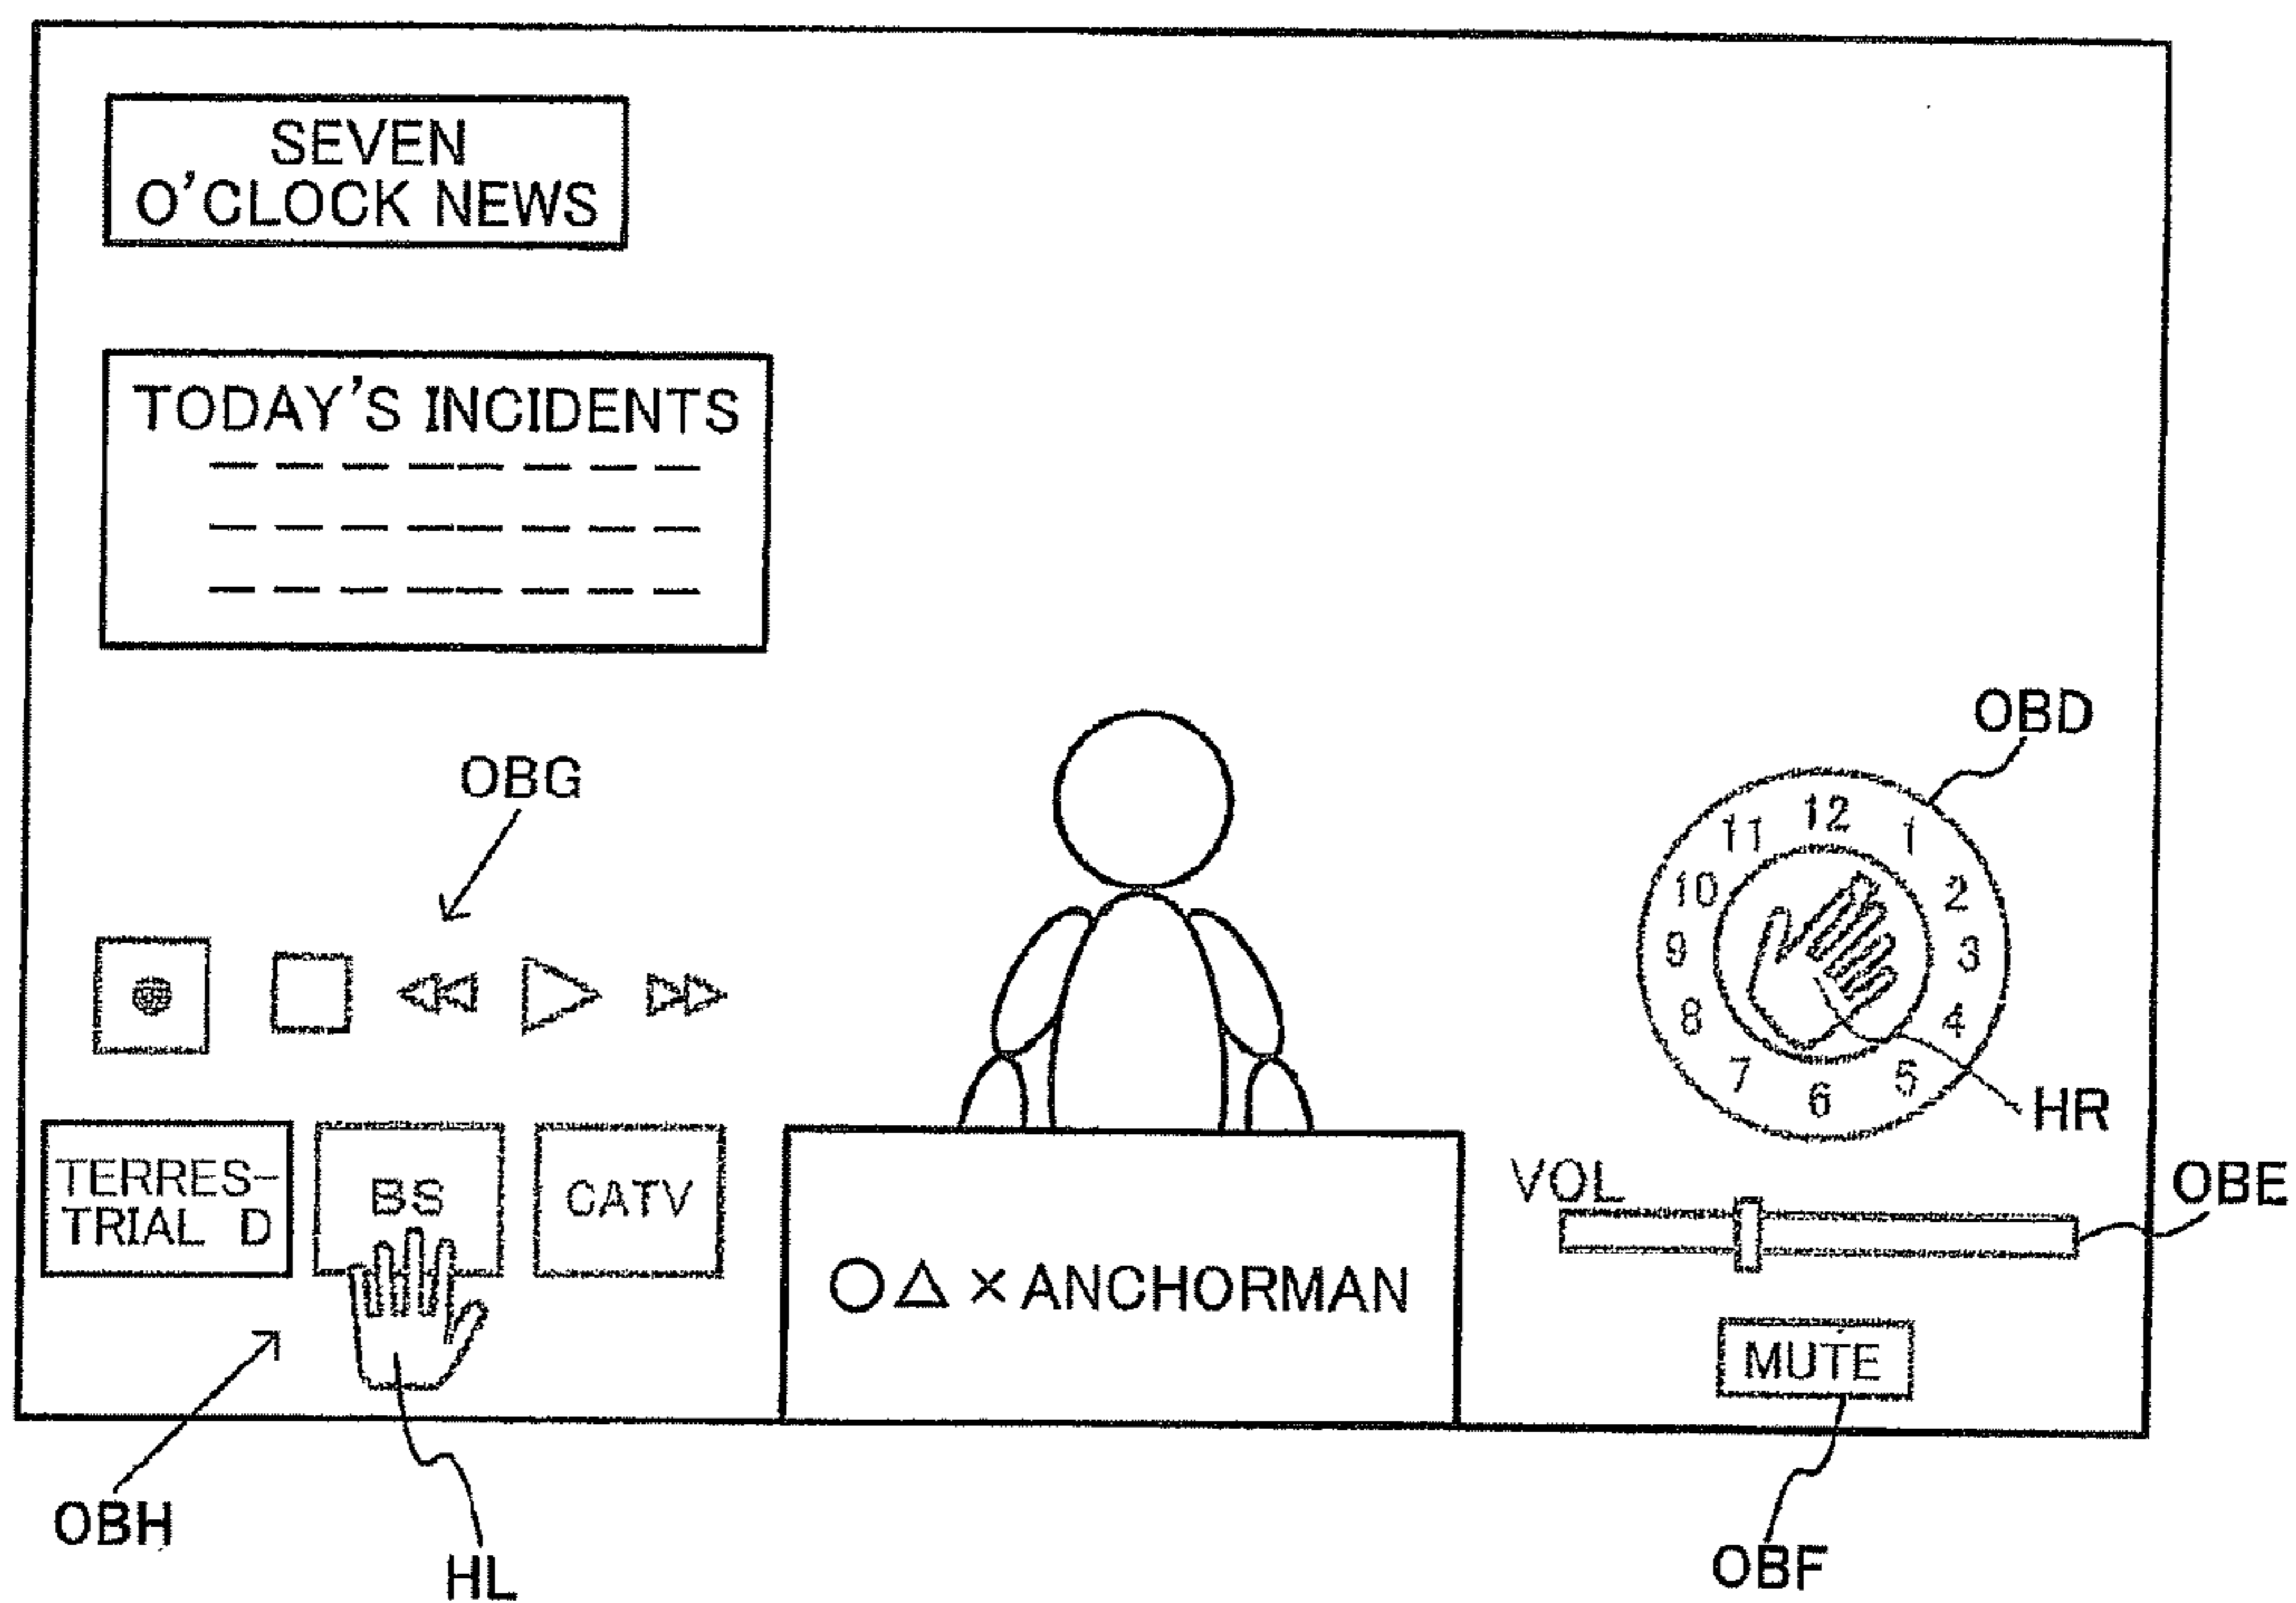 SEVEN
O'CLOCK NEWS
TODAY'S INCIDENTS
OBD
OBG
12
11 1
10 2
9 3
8 4
7 5
6
HR
TERRES-
TRIAL D
BS
CATV
VOL
OBE
○△×ANCHORMAN
MUTE
OBH
HL
OBF